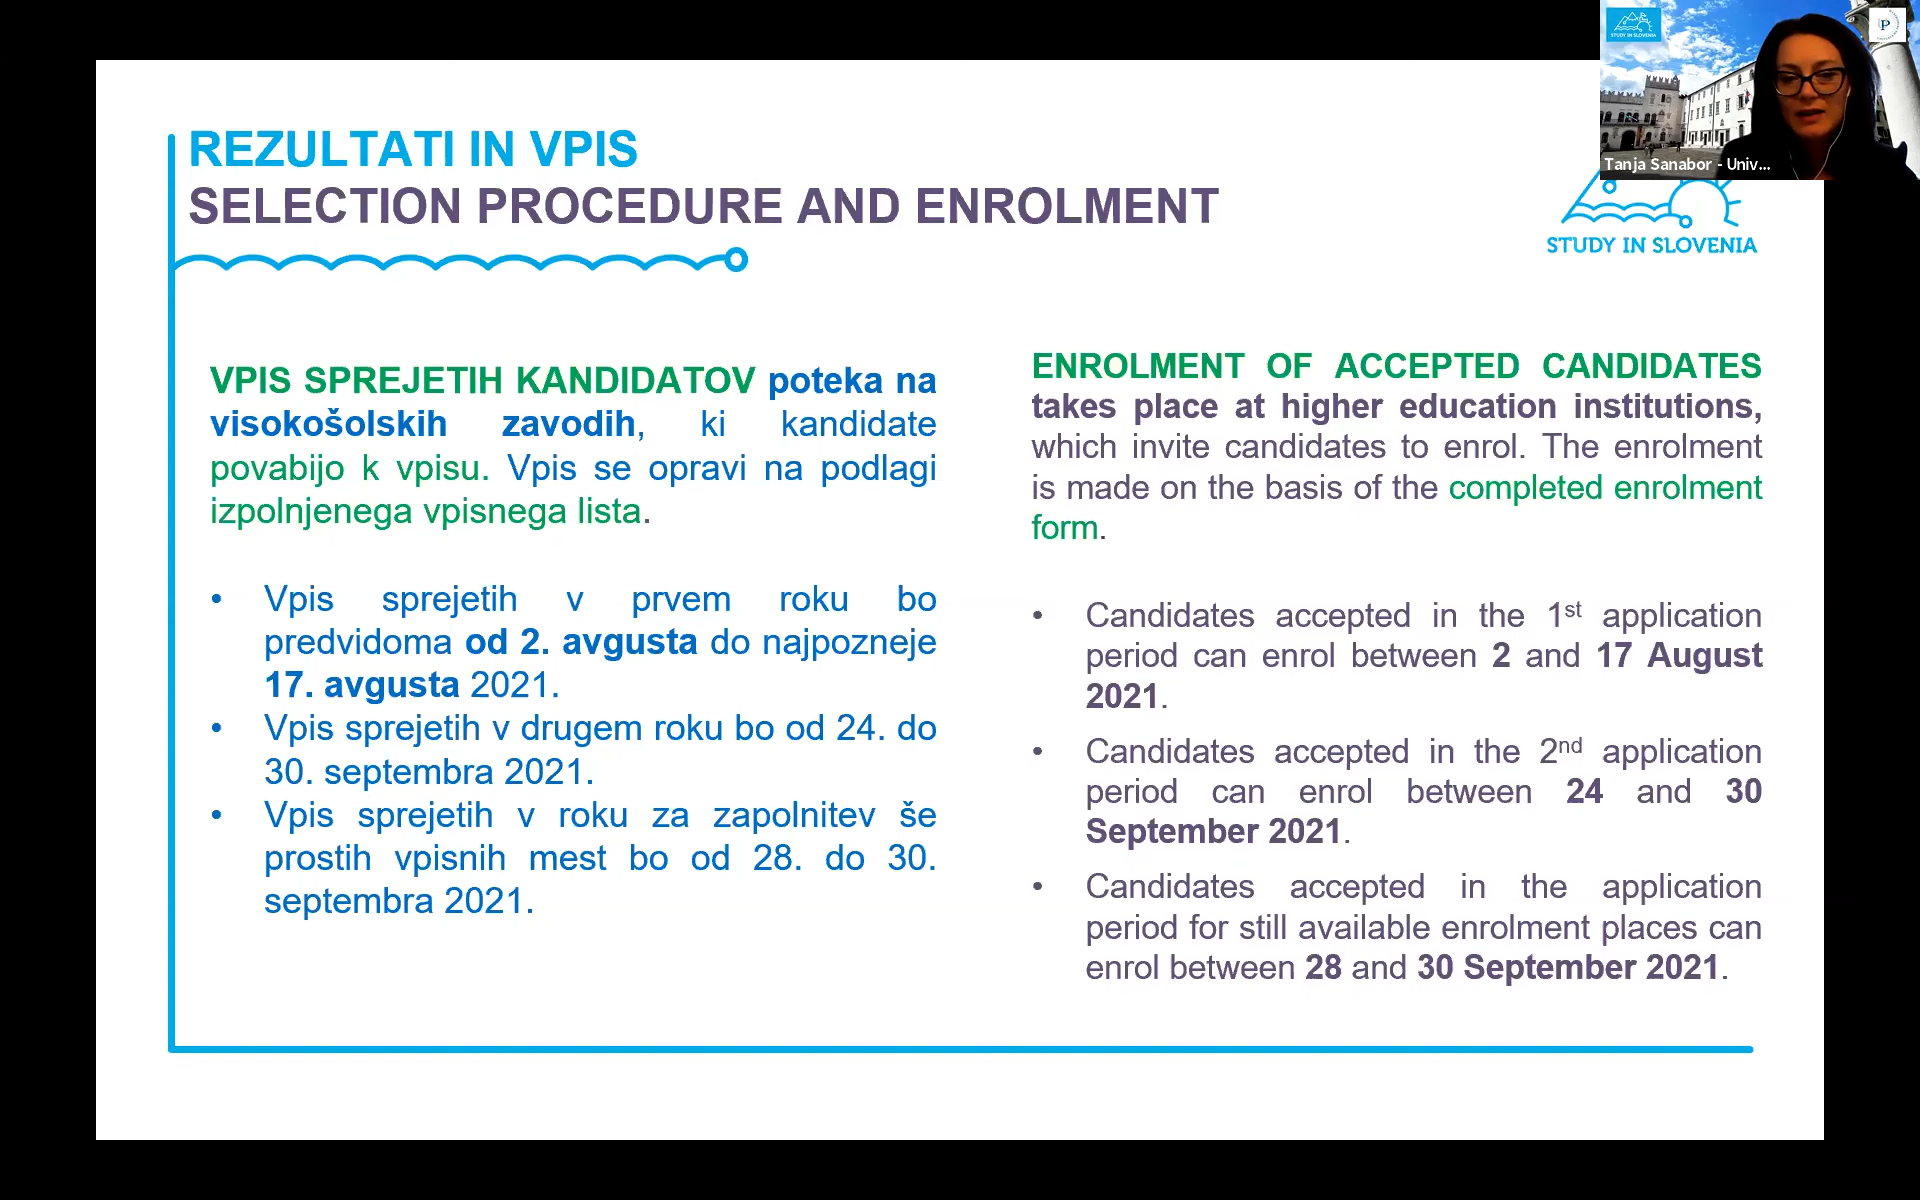 REZULTATI IN VPIS
SELECTION PROCEDURE AND ENROLMENT
STUDY IN SLOVENIA
P
Tanja Sanabor - Univ...
STUDY IN SLOVENIA
VPIS SPREJETIH KANDIDATOV poteka na
visokošolskih zavodih, ki kandidate
povabijo k vpisu. Vpis se opravi na podlagi
izpolnjenega vpisnega lista.
• Vpis sprejetih v prvem roku bo
predvidoma od 2. avgusta do najpozneje
17. avgusta 2021.
• Vpis sprejetih v drugem roku bo od 24. do
30. septembra 2021.
• Vpis sprejetih v roku za zapolnitev še
prostih vpisnih mest bo od 28. do 30.
septembra 2021.
ENROLMENT OF ACCEPTED CANDIDATES
takes place at higher education institutions,
which invite candidates to enrol. The enrolment
is made on the basis of the completed enrolment
form.
• Candidates accepted in the 1st application
period can enrol between 2 and 17 August
2021.
• Candidates accepted in the 2nd application
period can enrol between 24 and 30
September 2021.
• Candidates accepted in the application
period for still available enrolment places can
enrol between 28 and 30 September 2021.